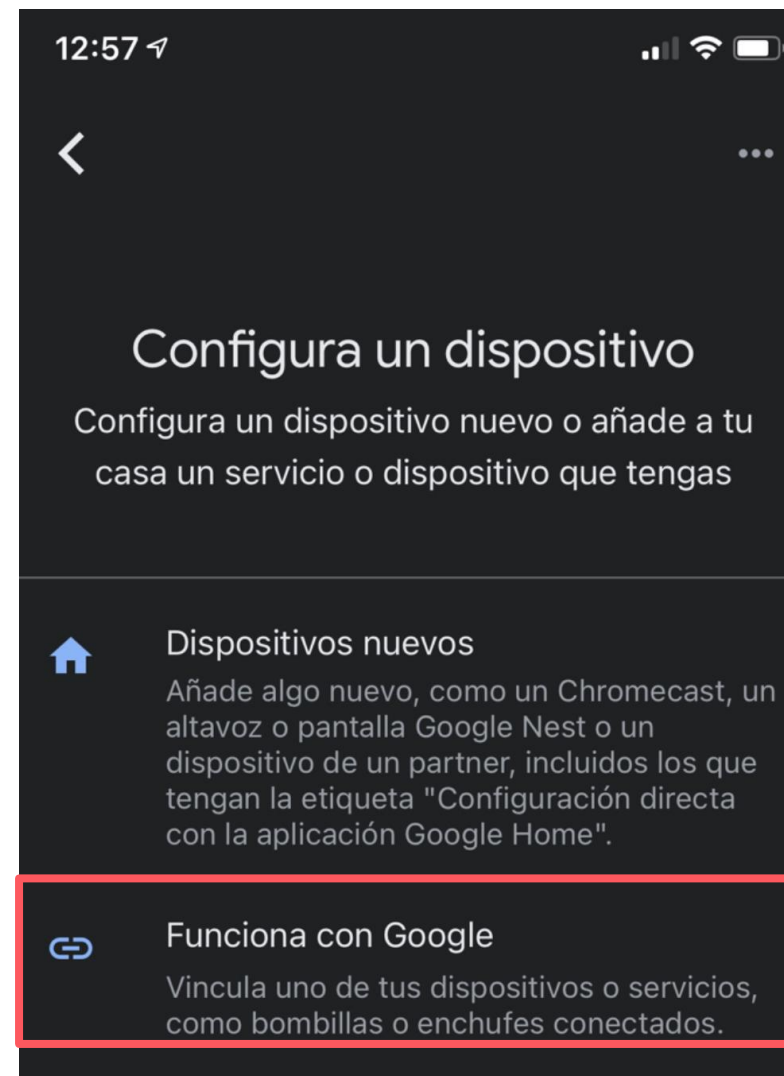 12:57
Configura un dispositivo
Configura un dispositivo nuevo o añade a tu
casa un servicio o dispositivo que tengas
Dispositivos nuevos
Añade algo nuevo, como un Chromecast, un
altavoz o pantalla Google Nest o un
dispositivo de un partner, incluidos los que
tengan la etiqueta "Configuración directa
con la aplicación Google Home".
Funciona con Google
Vincula uno de tus dispositivos o servicios,
como bombillas o enchufes conectados.